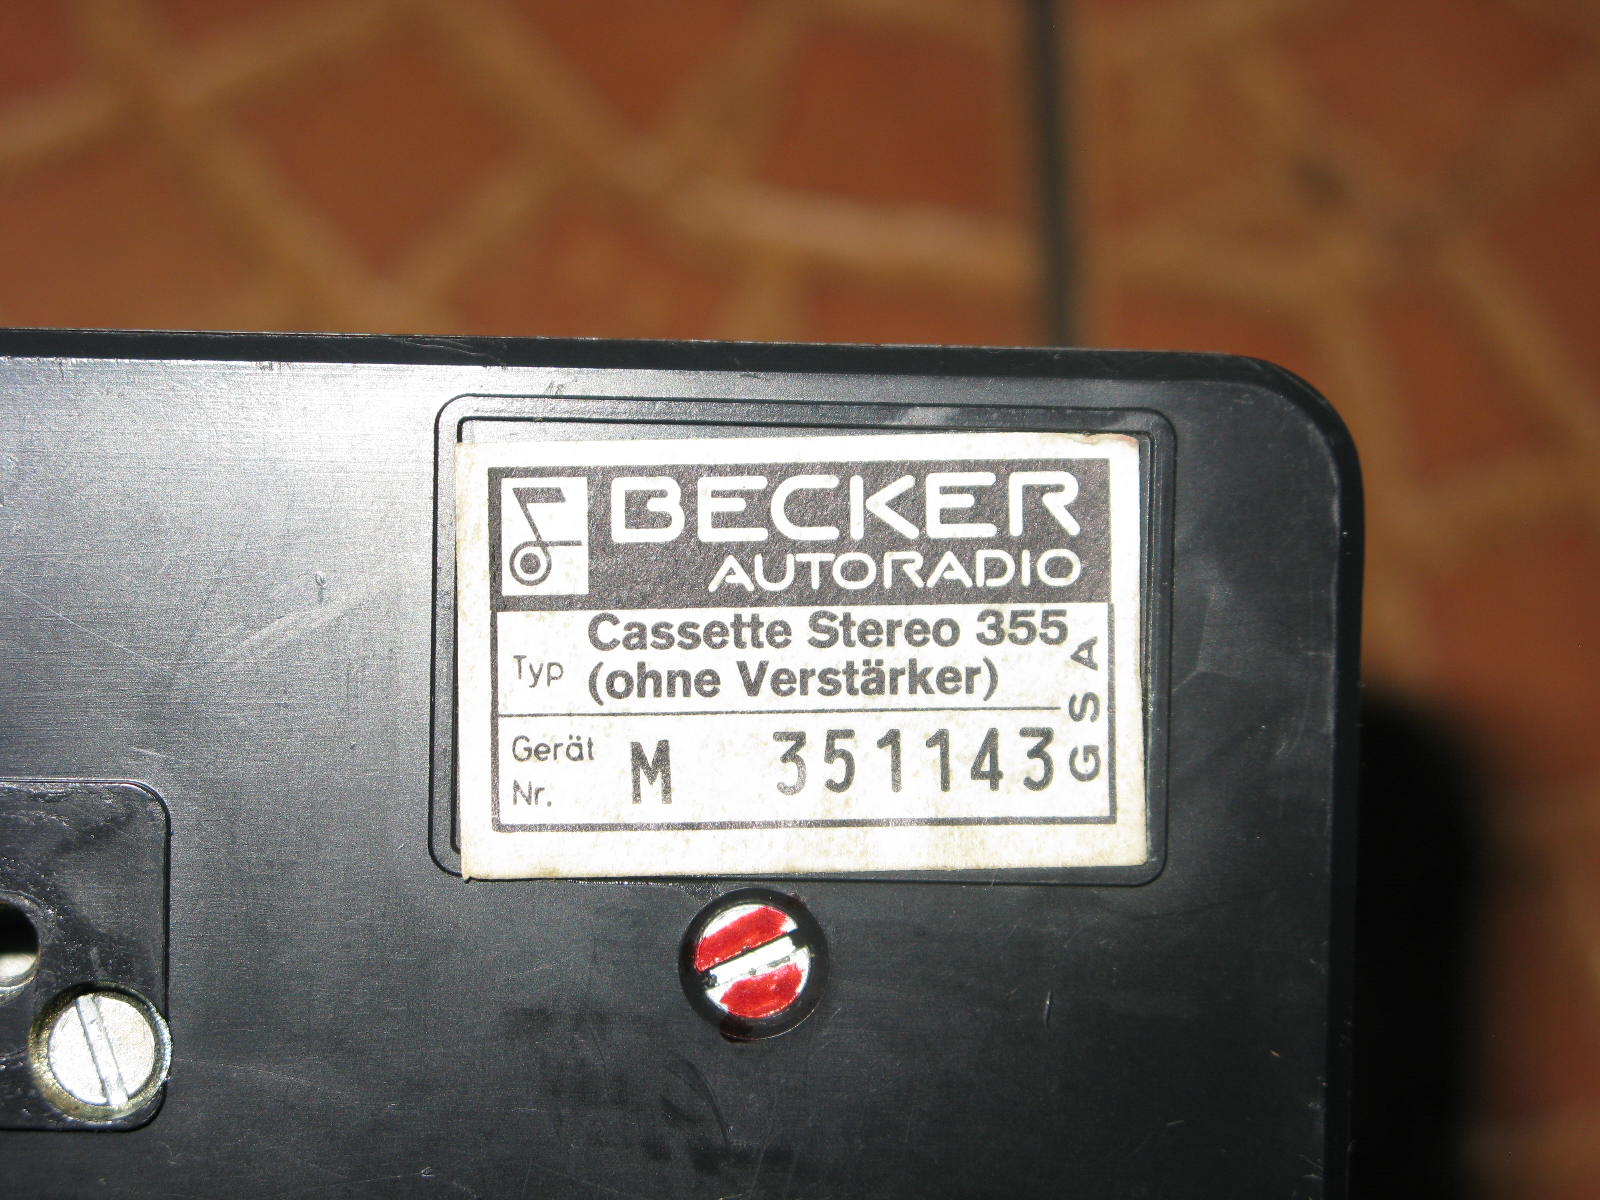 BECKER
AUTORADIO
Typ Cassette Stereo 355
(ohne Verstärker)
Gerät Nr. M 351143
GSA